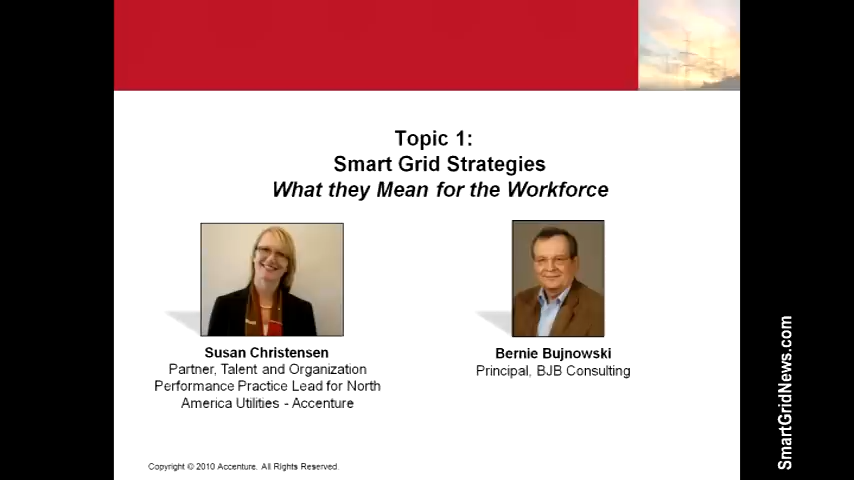 Topic 1:
Smart Grid Strategies
What they Mean for the Workforce
Susan Christensen
Partner, Talent and Organization
Performance Practice Lead for North
America Utilities - Accenture
Bernie Bujnowski
Principal, BJB Consulting
Copyright © 2010 Accenture. All Rights Reserved.
SmartGridNews.com